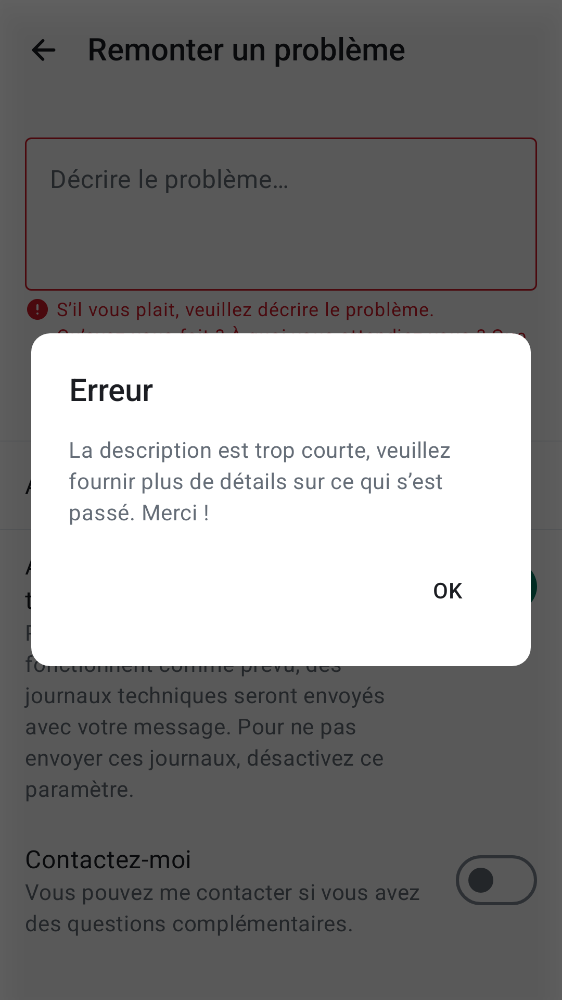 Remonter un problème
Décrire le problème…
S'il vous plait, veuillez décrire le problème.
Erreur
La description est trop courte, veuillez
fournir plus de détails sur ce qui s'est
passé. Merci !
OK
fonctionnent comme prévu, des
journaux techniques seront envoyés
avec votre message. Pour ne pas
envoyer ces journaux, désactivez ce
paramètre.
Contactez-moi
Vous pouvez me contacter si vous avez
des questions complémentaires.